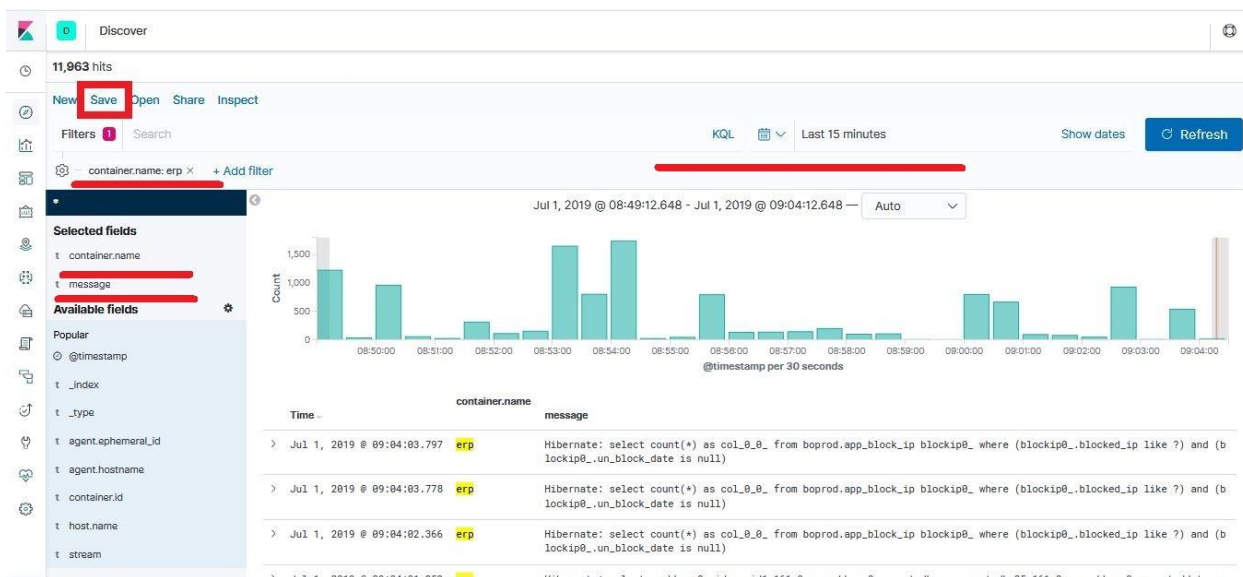 D Discover
11,963 hits
New Save Open Share Inspect
Filters 1 Search KQL Last 15 minutes Show dates Refresh
container.name: erp × + Add filter
*
Jul 1, 2019 @ 08:49:12.648 - Jul 1, 2019 @ 09:04:12.648 — Auto
Selected fields
t container.name
t message
Available fields
Popular
@timestamp
t _index
t _type
t agent.ephemeral_id
t agent.hostname
t container.id
t host.name
t stream
Count
1,500
1,000
500
0
08:50:00 08:51:00 08:52:00 08:53:00 08:54:00 08:55:00 08:56:00 08:57:00 08:58:00 08:59:00 09:00:00 09:01:00 09:02:00 09:03:00 09:04:00
@timestamp per 30 seconds
Time container.name message
> Jul 1, 2019 @ 09:04:03.797 erp Hibernate: select count(*) as col_0_0_ from boprod.app_block_ip blockip0_ where (blockip0_.blocked_ip like ?) and (b
lockip0_.un_block_date is null)
> Jul 1, 2019 @ 09:04:03.778 erp Hibernate: select count(*) as col_0_0_ from boprod.app_block_ip blockip0_ where (blockip0_.blocked_ip like ?) and (b
lockip0_.un_block_date is null)
> Jul 1, 2019 @ 09:04:02.366 erp Hibernate: select count(*) as col_0_0_ from boprod.app_block_ip blockip0_ where (blockip0_.blocked_ip like ?) and (b
lockip0_.un_block_date is null)